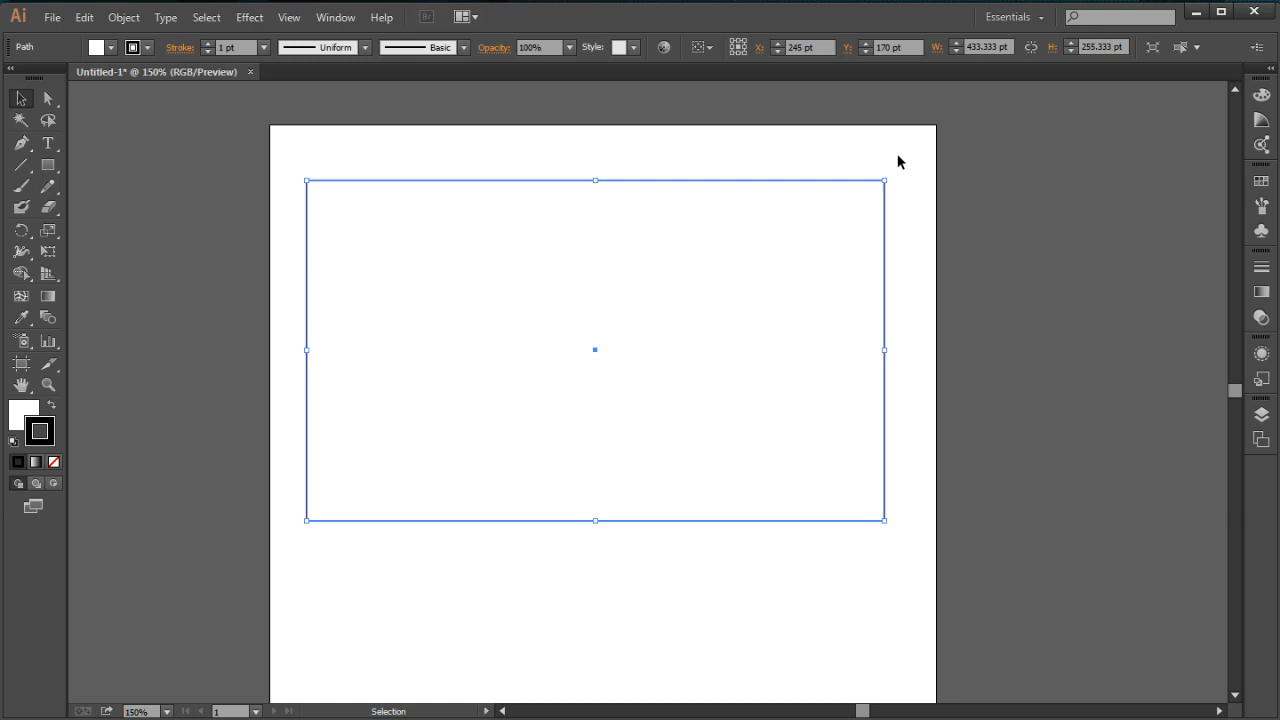 Ai File Edit Object Type Select Effect View Window Help Br Essentials
Path Stroke: 1 pt Uniform Basic Opacity: 100% Style: X: 245 pt Y: 170 pt W: 433.333 pt H: 255.333 pt
Untitled-1* @ 150% (RGB/Preview) ×
T
150% 1 Selection